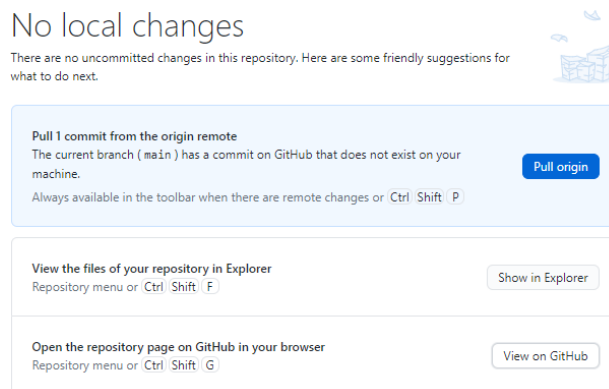 No local changes
There are no uncommitted changes in this repository. Here are some friendly suggestions for
what to do next.
Pull 1 commit from the origin remote
The current branch (main) has a commit on GitHub that does not exist on your
machine.
Pull origin
Always available in the toolbar when there are remote changes or Ctrl Shift P
View the files of your repository in Explorer
Repository menu or Ctrl Shift F
Show in Explorer
Open the repository page on GitHub in your browser
Repository menu or Ctrl Shift G
View on GitHub